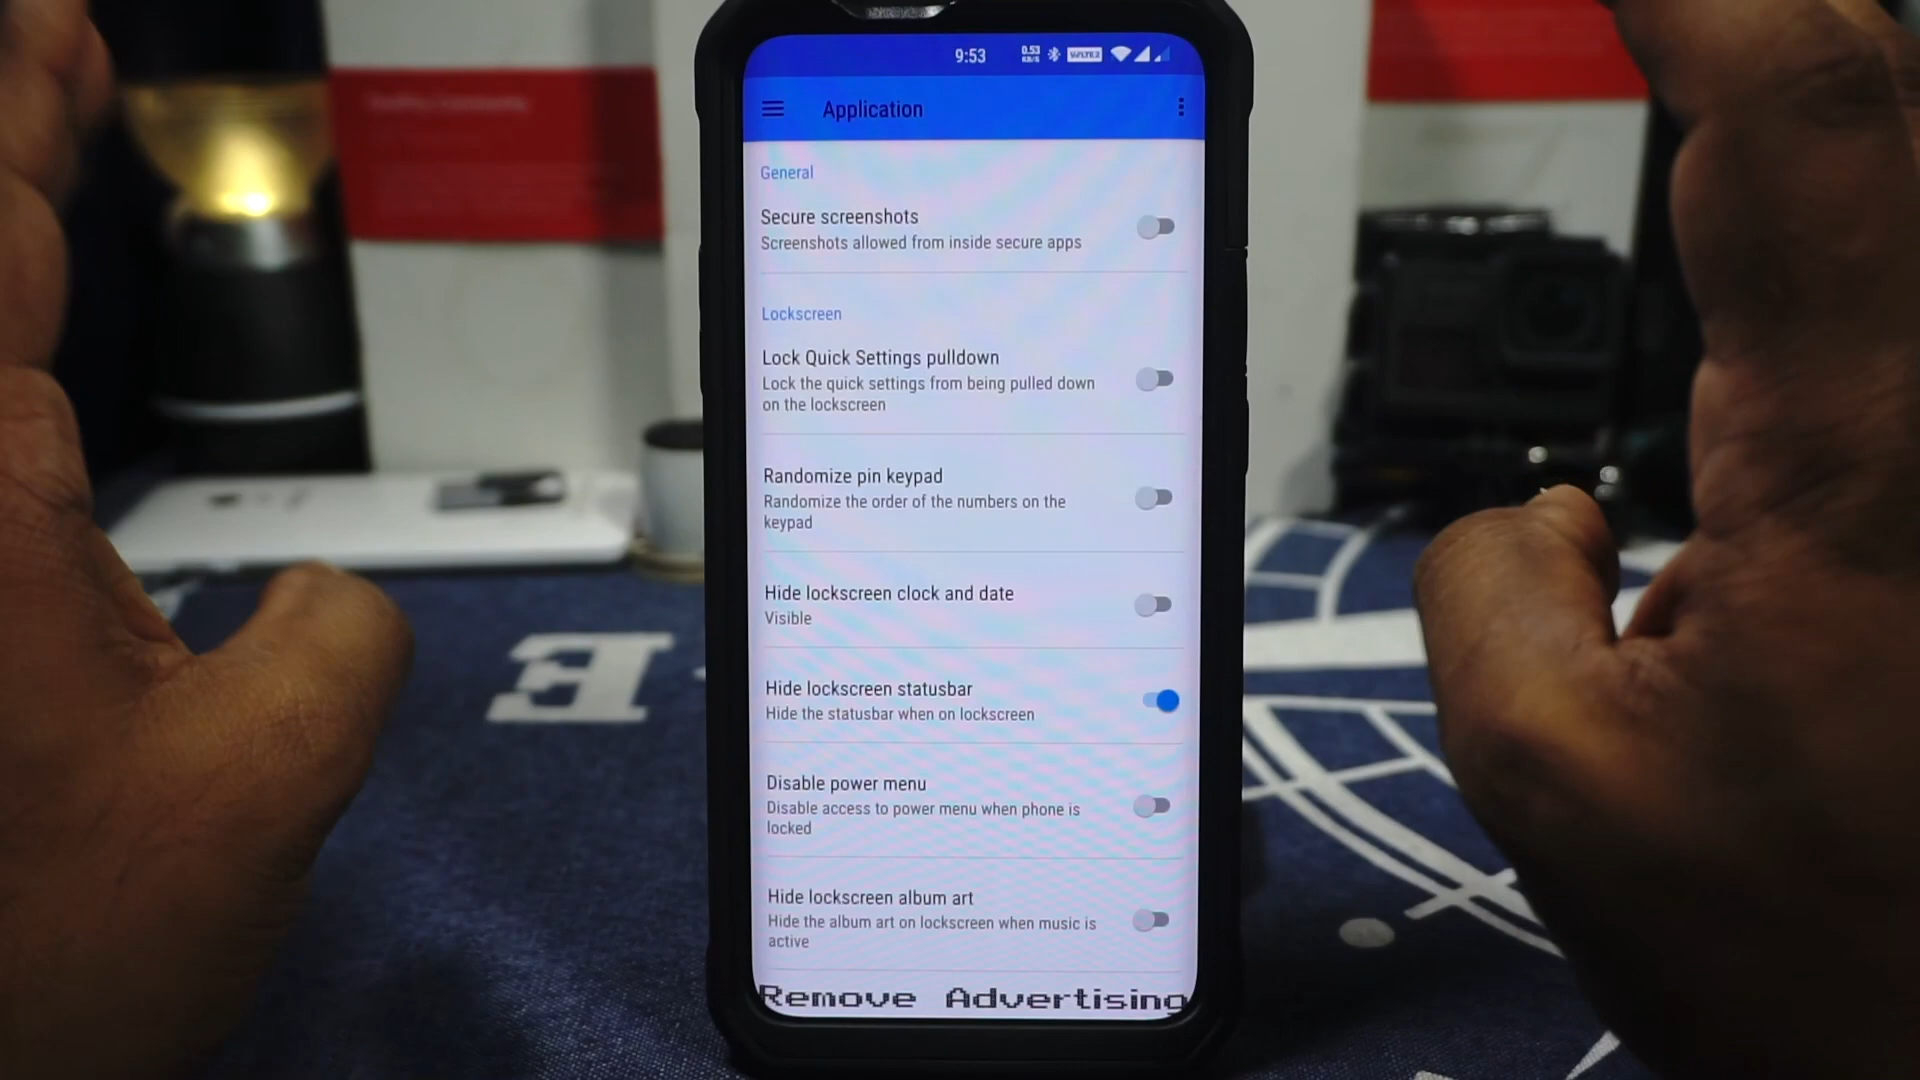 9:53
0.53
KB/S
VoLTE2
Application
General
Secure screenshots
Screenshots allowed from inside secure apps
Lockscreen
Lock Quick Settings pulldown
Lock the quick settings from being pulled down
on the lockscreen
Randomize pin keypad
Randomize the order of the numbers on the
keypad
Hide lockscreen clock and date
Visible
Hide lockscreen statusbar
Hide the statusbar when on lockscreen
Disable power menu
Disable access to power menu when phone is
locked
Hide lockscreen album art
Hide the album art on lockscreen when music is
active
Remove Advertising
E